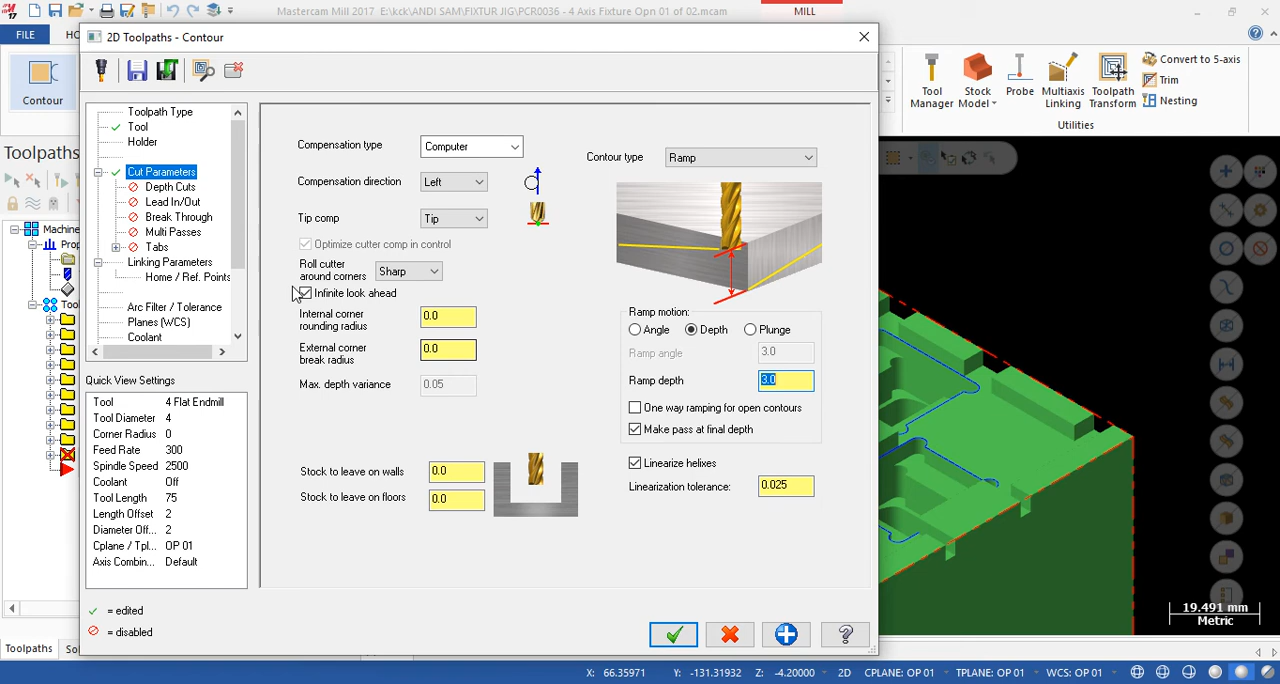 17
Mastercam Mill 2017 E:\kck\ANDI SAM\FIXTUR JIG\PCR0036 - 4 Axis Fixture Opn 01 of 02.mcam
MILL
FILE
HO
Contour
Tool Manager
Stock Model
Probe
Multiaxis Linking
Toolpath Transform
Convert to 5-axis
Trim
Nesting
Utilities
2D Toolpaths - Contour
Toolpaths
Machine
Prop
Tool
Toolpath Type
Tool
Holder
Cut Parameters
Depth Cuts
Lead In/Out
Break Through
Multi Passes
Tabs
Linking Parameters
Home / Ref. Points
Arc Filter / Tolerance
Planes (WCS)
Coolant
Quick View Settings
Tool 4 Flat Endmill
Tool Diameter 4
Corner Radius 0
Feed Rate 300
Spindle Speed 2500
Coolant Off
Tool Length 75
Length Offset 2
Diameter Off... 2
Cplane / Tpl... OP 01
Axis Combin... Default
= edited
= disabled
Compensation type Computer
Compensation direction Left
Tip comp Tip
Optimize cutter comp in control
Roll cutter around corners Sharp
Infinite look ahead
Internal corner rounding radius 0.0
External corner break radius 0.0
Max. depth variance 0.05
Stock to leave on walls 0.0
Stock to leave on floors 0.0
Contour type Ramp
Ramp motion:
Angle Depth Plunge
Ramp angle 3.0
Ramp depth 3.0
One way ramping for open contours
Make pass at final depth
Linearize helixes
Linearization tolerance: 0.025
19.491 mm
Metric
Toolpaths
So
X: 66.35971 Y: -131.31932 Z: -4.20000 2D CPLANE: OP 01 TPLANE: OP 01 WCS: OP 01